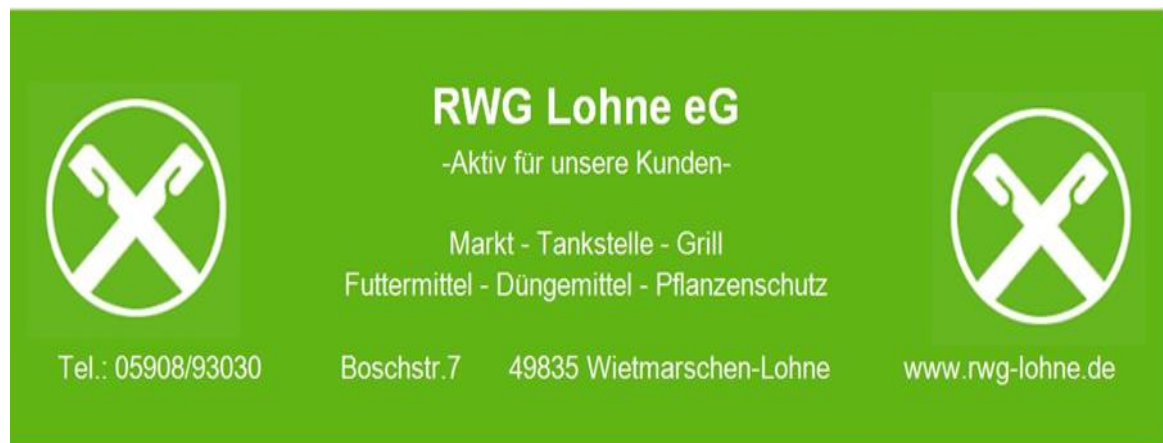 RWG Lohne eG
-Aktiv für unsere Kunden-
Markt - Tankstelle - Grill
Futtermittel - Düngemittel - Pflanzenschutz
Tel.: 05908/93030 Boschstr.7 49835 Wietmarschen-Lohne www.rwg-lohne.de